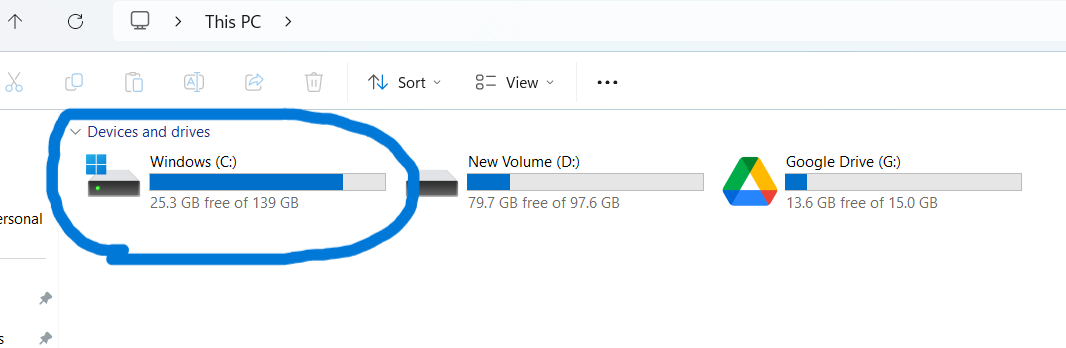 This PC
Sort
View
Devices and drives
Windows (C:)
25.3 GB free of 139 GB
New Volume (D:)
79.7 GB free of 97.6 GB
Google Drive (G:)
13.6 GB free of 15.0 GB
ersonal
s